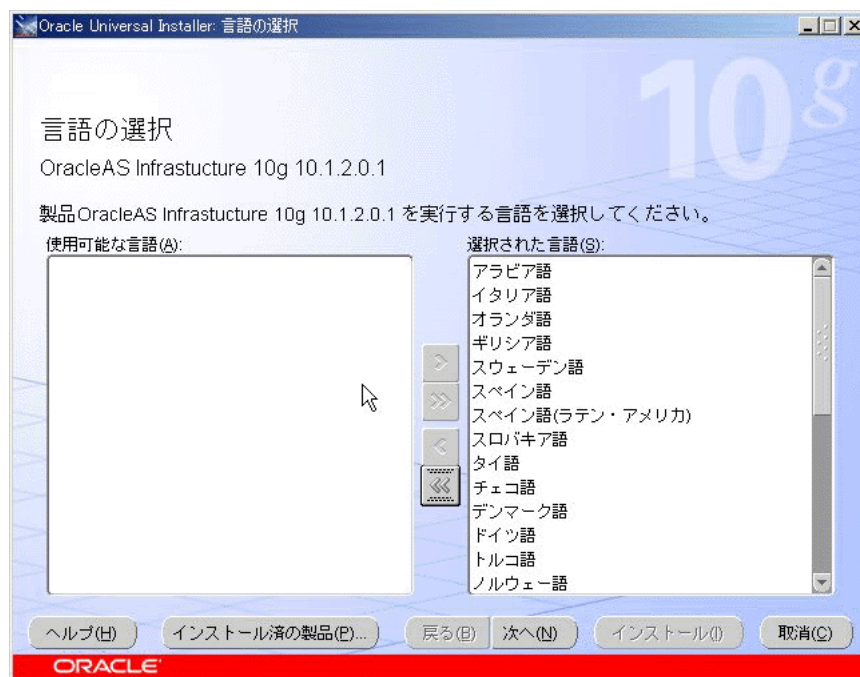 Oracle Universal Installer: 言語の選択
10g
言語の選択
OracleAS Infrastucture 10g 10.1.2.0.1
製品OracleAS Infrastucture 10g 10.1.2.0.1 を実行する言語を選択してください。
使用可能な言語(A):
選択された言語(S):
アラビア語
イタリア語
オランダ語
ギリシア語
スウェーデン語
スペイン語
スペイン語(ラテン・アメリカ)
スロバキア語
タイ語
チェコ語
デンマーク語
ドイツ語
トルコ語
ノルウェー語
ヘルプ(H) インストール済の製品(P)... 戻る(B) 次へ(N) インストール(I) 取消(C)
ORACLE